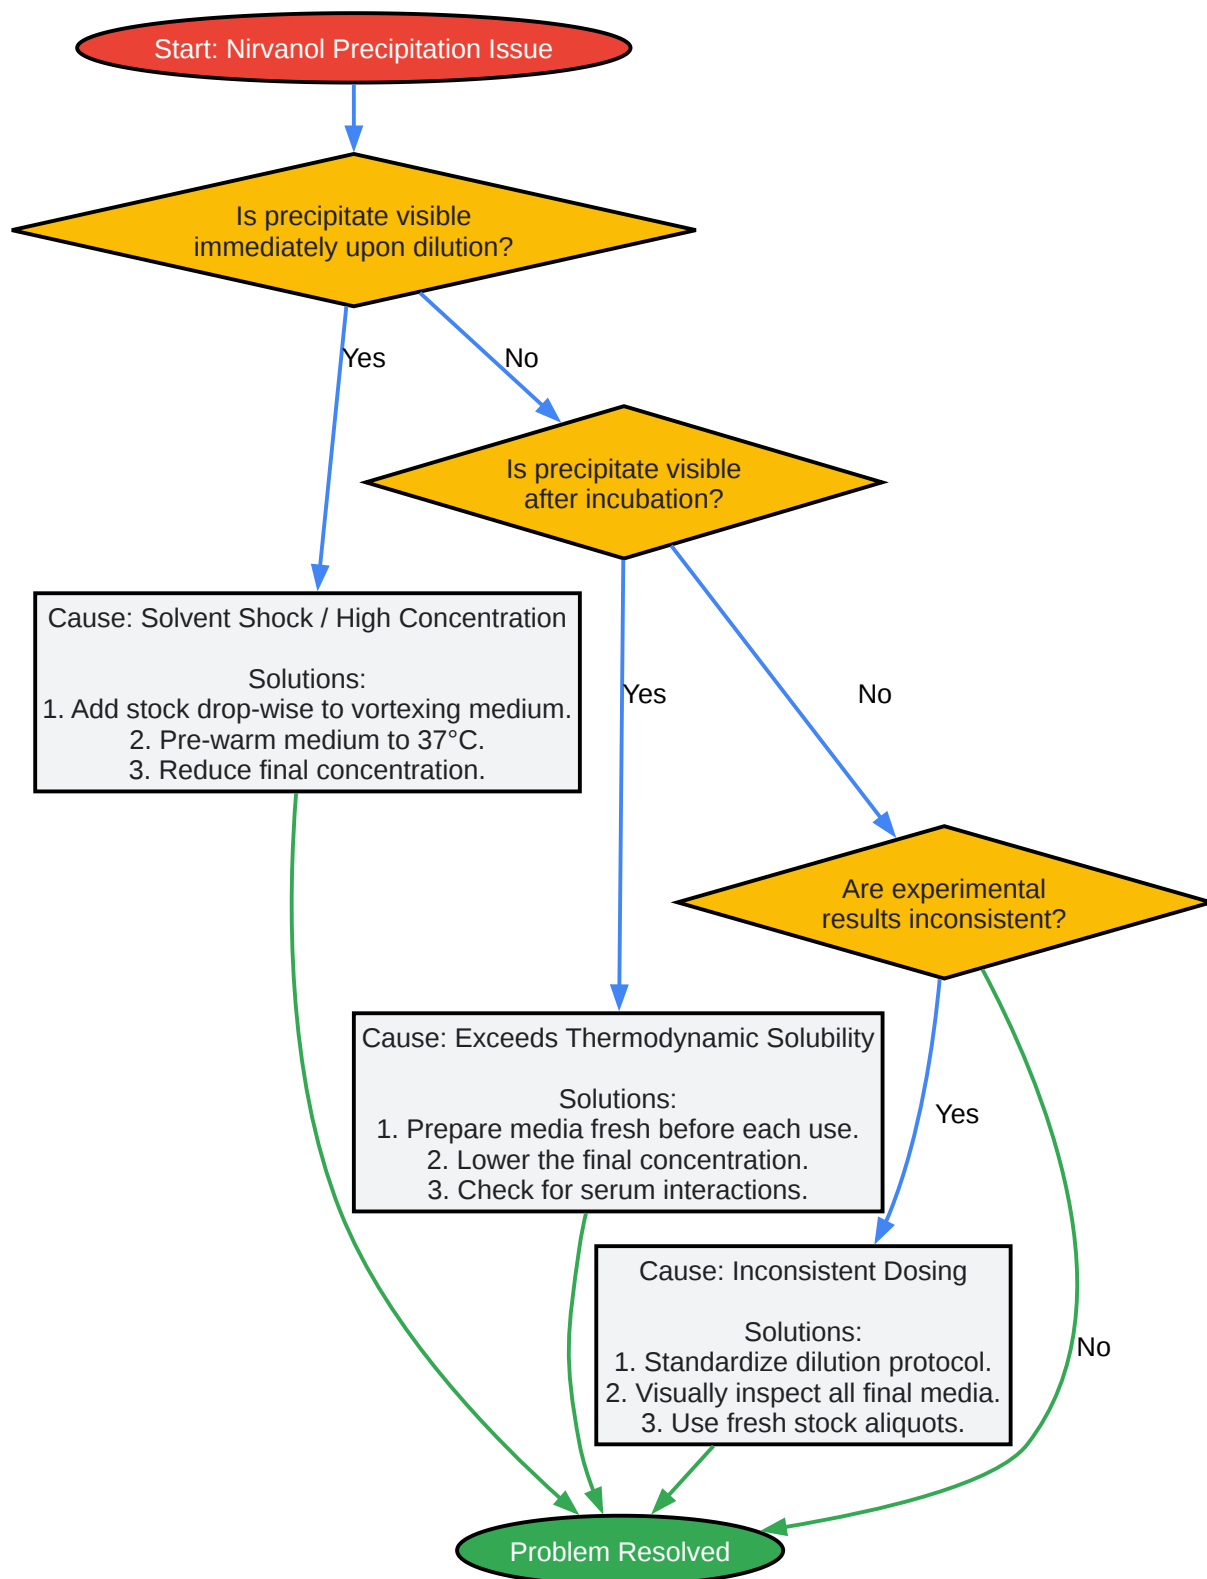 Start: Nirvanol Precipitation Issue
Is precipitate visible
immediately upon dilution?
Yes
No
Is precipitate visible
after incubation?
Cause: Solvent Shock / High Concentration
Solutions:
1. Add stock drop-wise to vortexing medium.
2. Pre-warm medium to 37°C.
3. Reduce final concentration.
Yes
No
Are experimental
results inconsistent?
Cause: Exceeds Thermodynamic Solubility
Solutions:
1. Prepare media fresh before each use.
2. Lower the final concentration.
3. Check for serum interactions.
Yes
Cause: Inconsistent Dosing
Solutions:
1. Standardize dilution protocol.
2. Visually inspect all final media.
3. Use fresh stock aliquots.
No
Problem Resolved